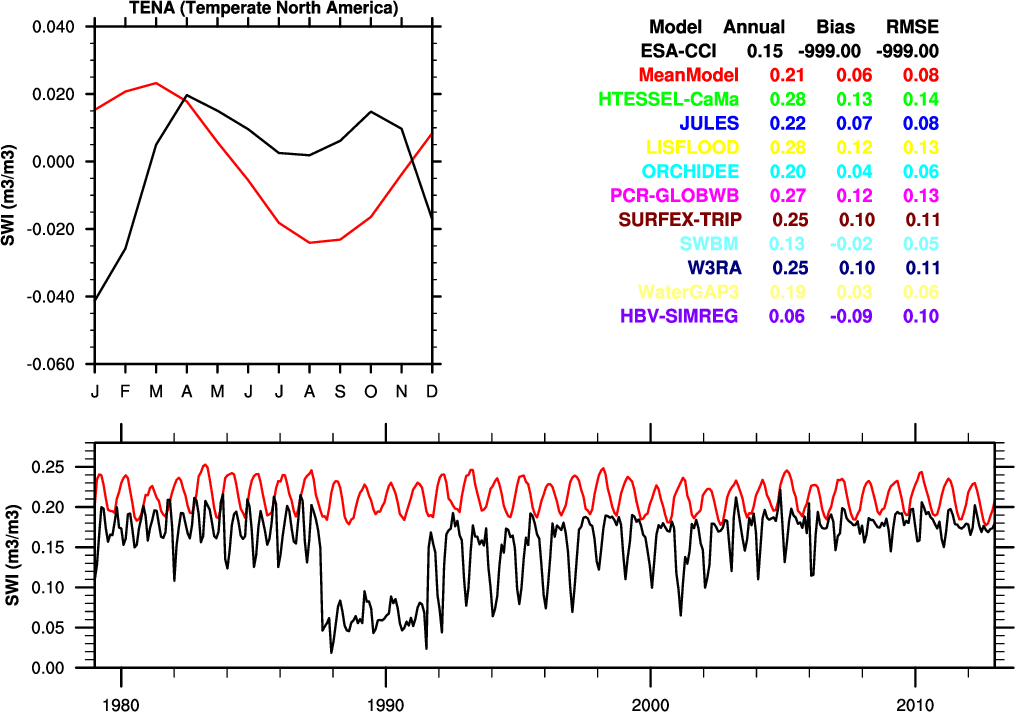 TENA (Temperate North America)
0.040
0.020
0.000
-0.020
-0.040
-0.060
SWI (m3/m3)
J F M A M J J A S O N D
Model Annual Bias RMSE
ESA-CCI 0.15 -999.00 -999.00
MeanModel 0.21 0.06 0.08
HTESSEL-CaMa 0.28 0.13 0.14
JULES 0.22 0.07 0.08
LISFLOOD 0.28 0.12 0.13
ORCHIDEE 0.20 0.04 0.06
PCR-GLOBWB 0.27 0.12 0.13
SURFEX-TRIP 0.25 0.10 0.11
SWBM 0.13 -0.02 0.05
W3RA 0.25 0.10 0.11
WaterGAP3 0.19 0.03 0.06
HBV-SIMREG 0.06 -0.09 0.10
0.25
0.20
0.15
0.10
0.05
0.00
SWI (m3/m3)
1980 1990 2000 2010